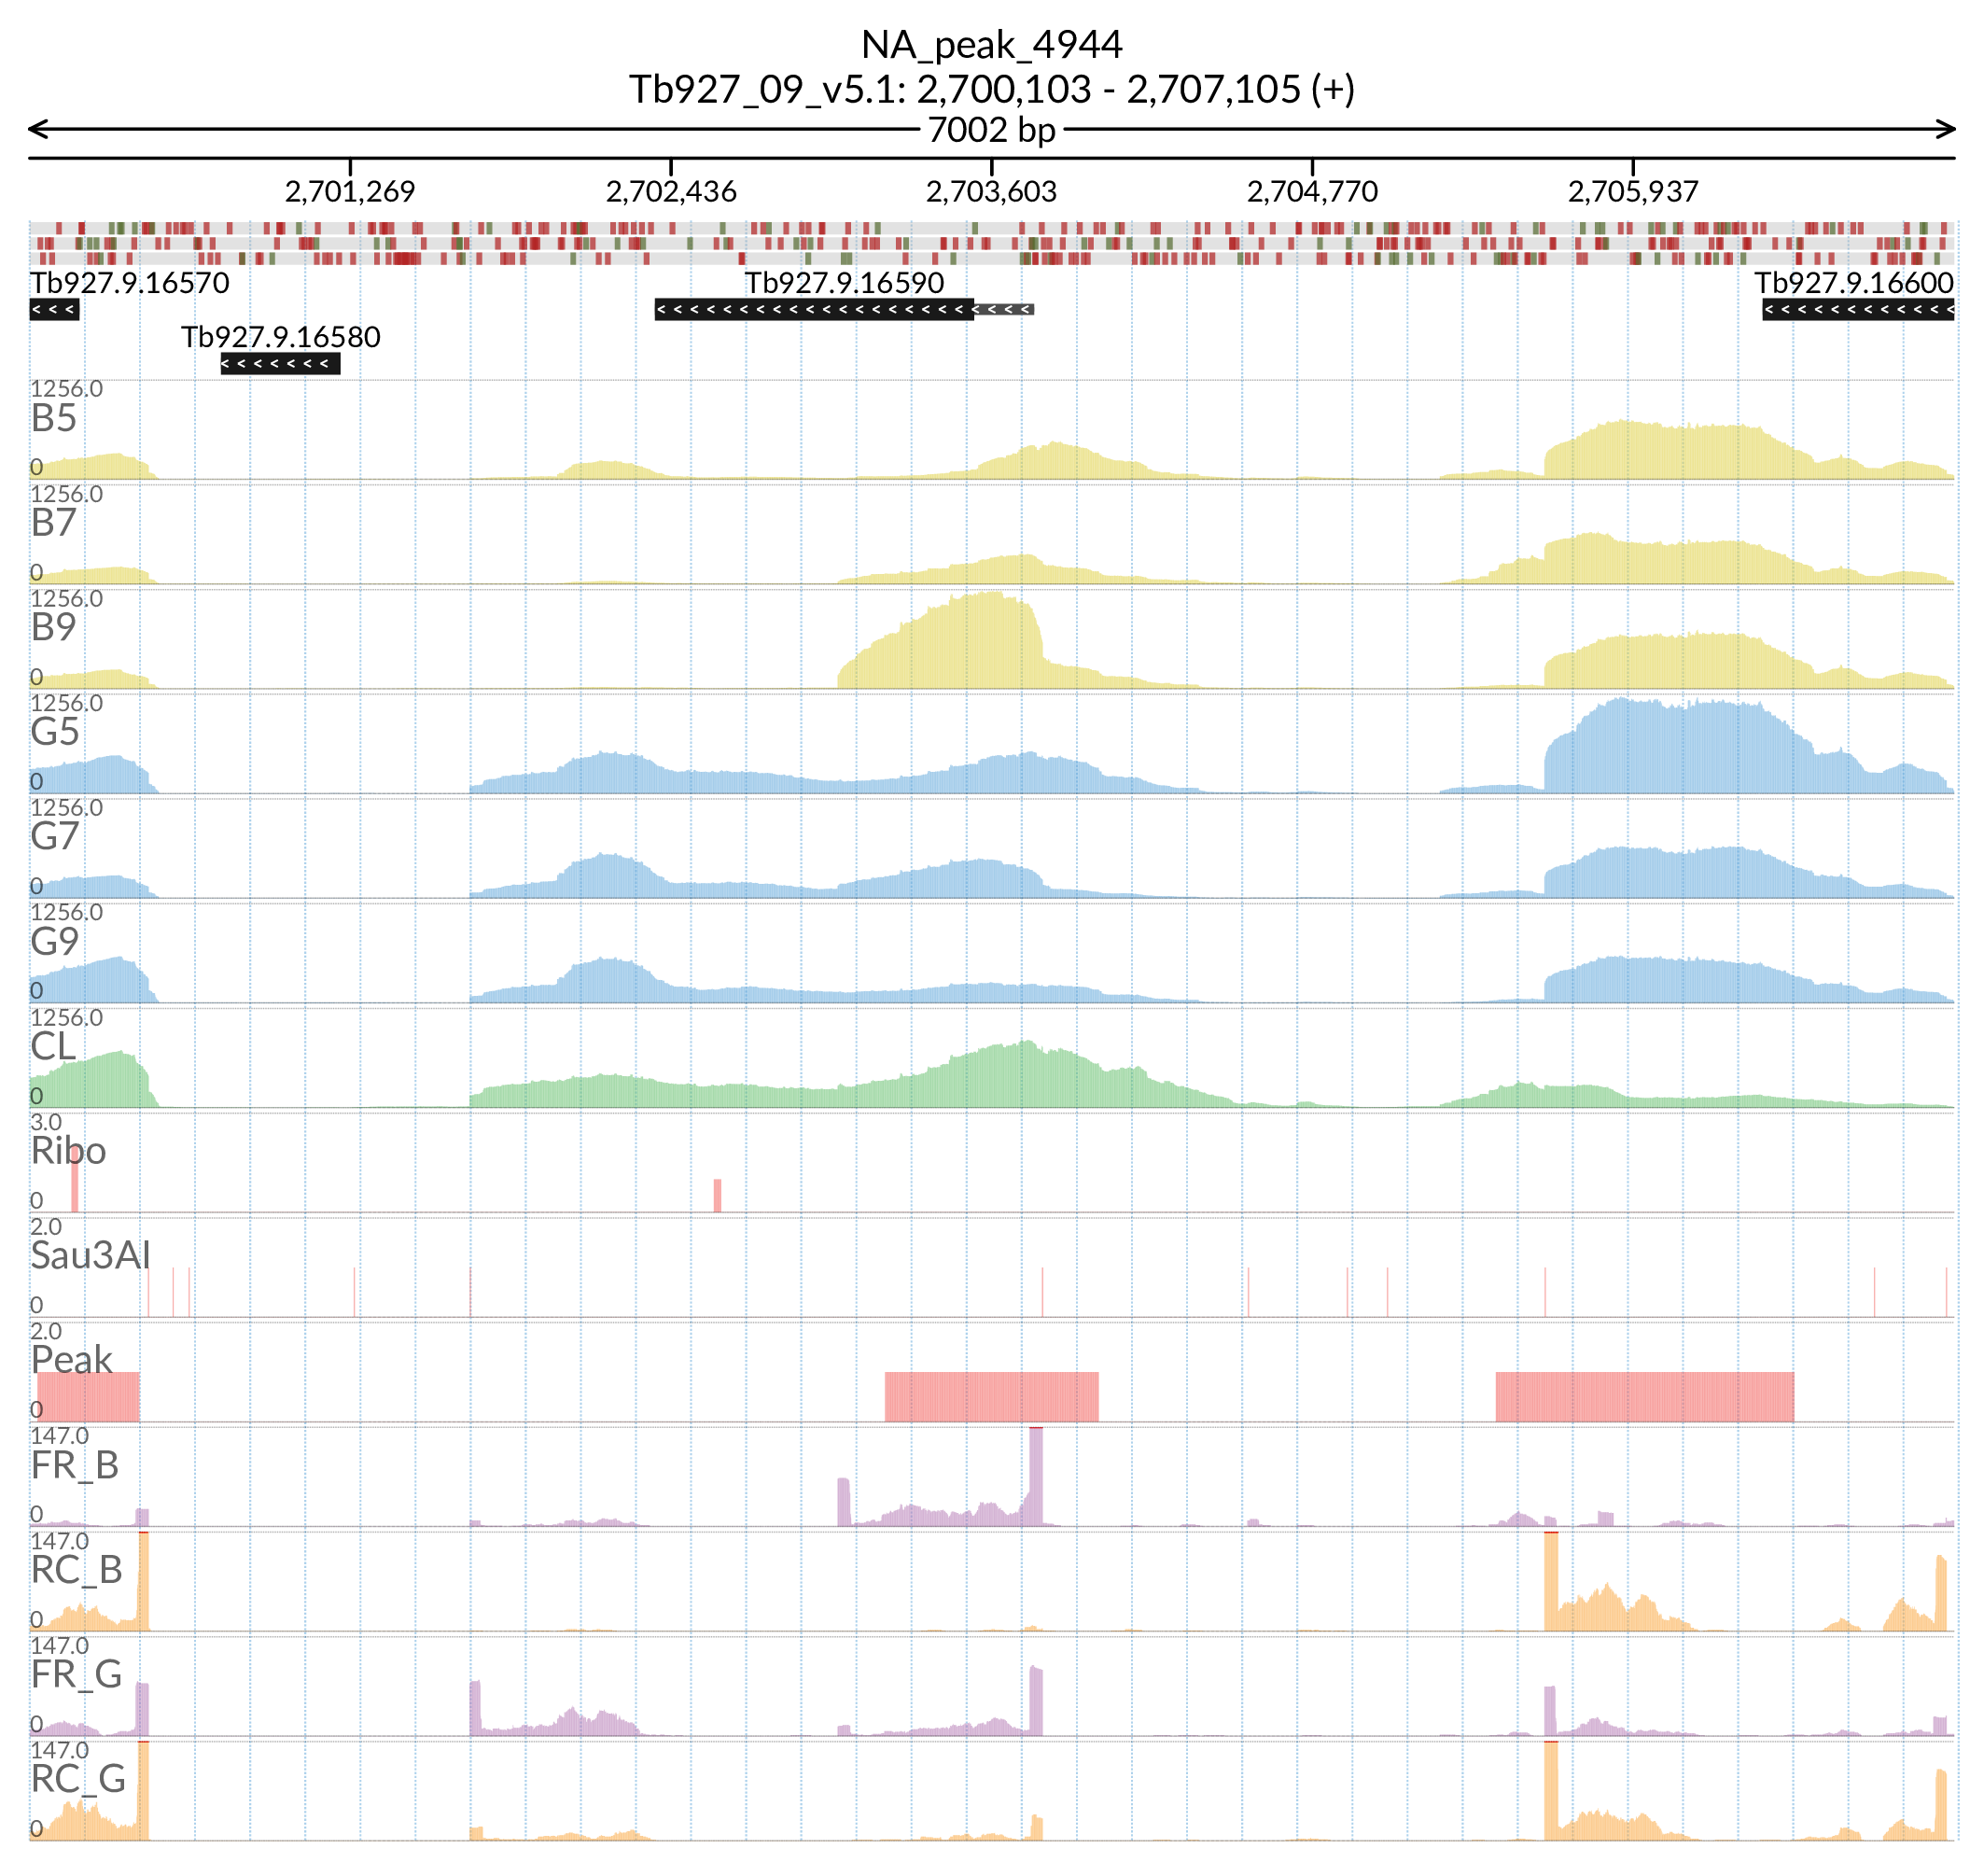 NA_peak_4944
Tb927_09_v5.1: 2,700,103 - 2,707,105 (+)
7002 bp
2,701,269 2,702,436 2,703,603 2,704,770 2,705,937
Tb927.9.16570 Tb927.9.16590 Tb927.9.16600
Tb927.9.16580
1256.0
B5
0
1256.0
B7
0
1256.0
B9
0
1256.0
G5
0
1256.0
G7
0
1256.0
G9
0
1256.0
CL
0
3.0
Ribo
0
2.0
Sau3AI
0
2.0
Peak
0
147.0
FR_B
0
147.0
RC_B
0
147.0
FR_G
0
147.0
RC_G
0